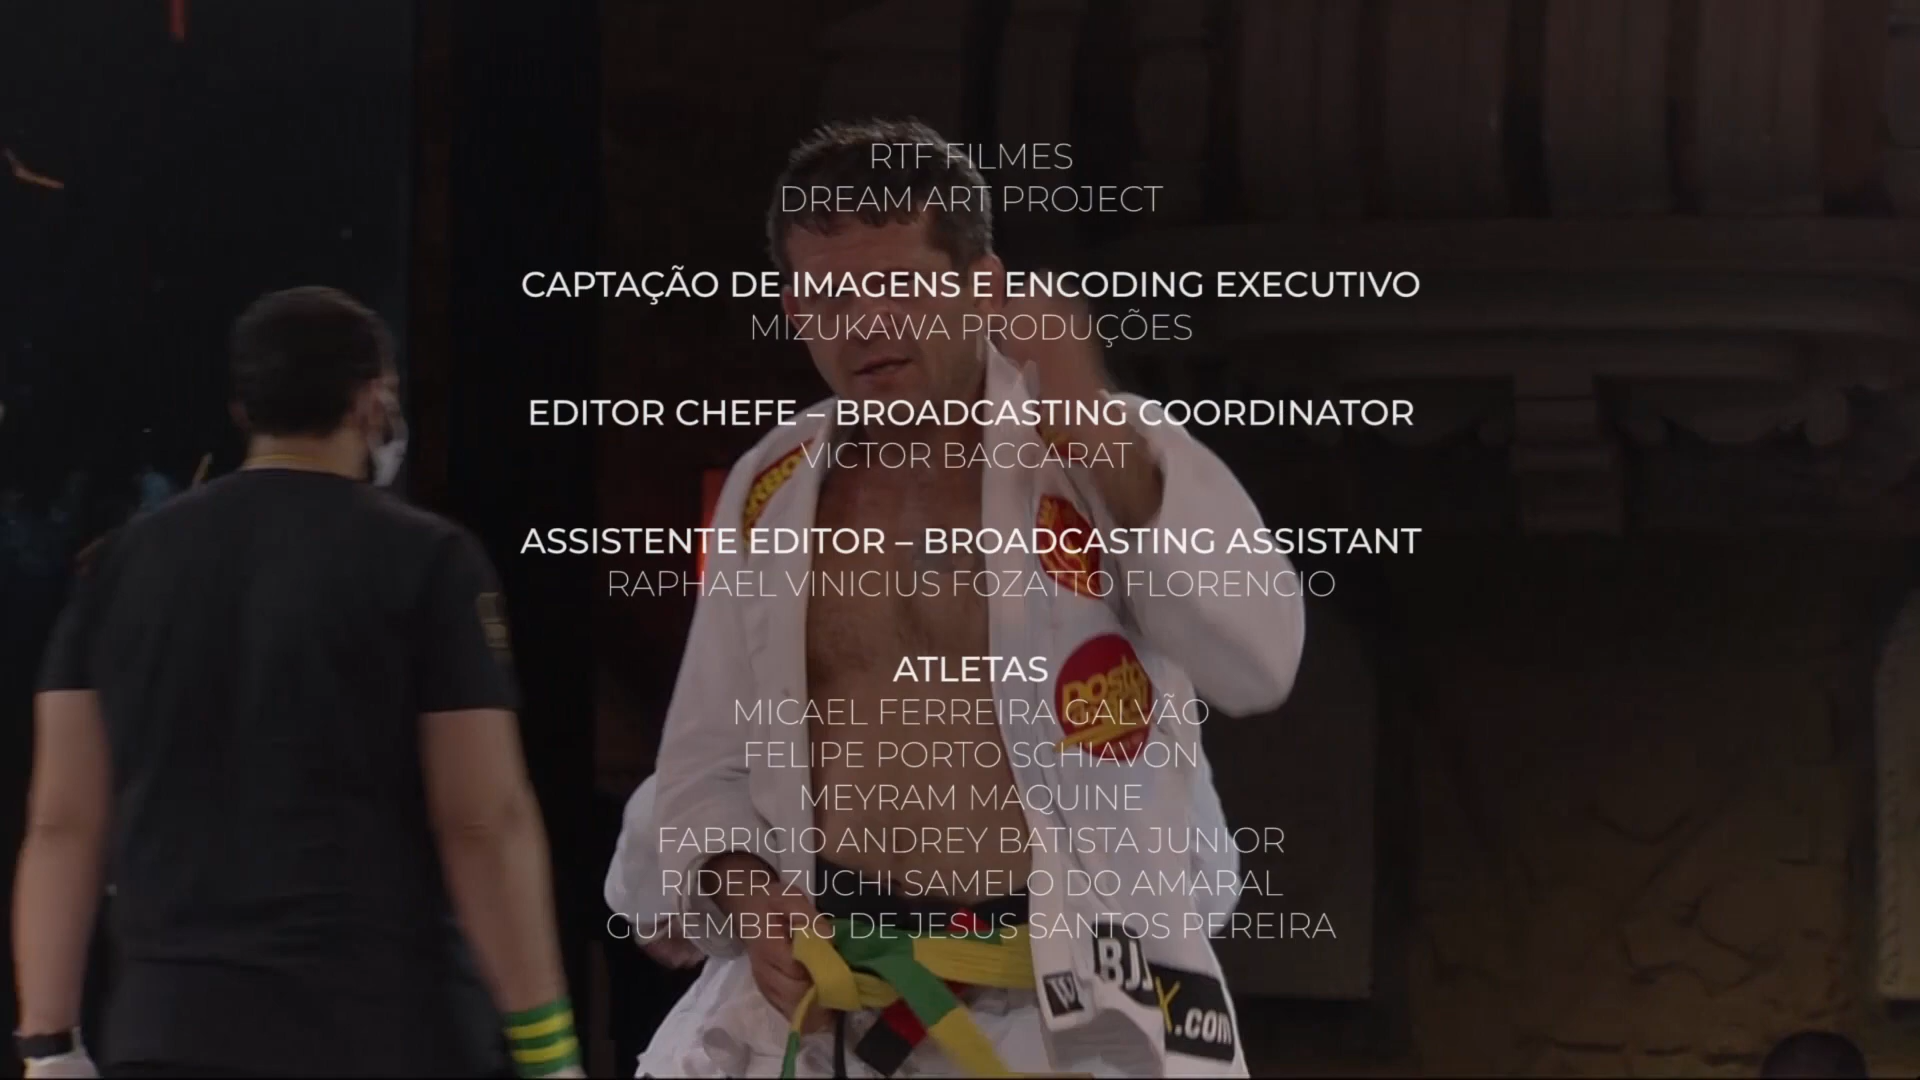 RTF FILMES
DREAM ART PROJECT
CAPTAÇÃO DE IMAGENS E ENCODING EXECUTIVO
MIZUKAWA PRODUÇÕES
EDITOR CHEFE – BROADCASTING COORDINATOR
VICTOR BACCARAT
ASSISTENTE EDITOR – BROADCASTING ASSISTANT
RAPHAEL VINICIUS FOZATTO FLORENCIO
ATLETAS
MICAEL FERREIRA GALVÃO
FELIPE PORTO SCHIAVON
MEYRAM MAQUINE
FABRICIO ANDREY BATISTA JUNIOR
RIDER ZUCHI SAMELO DO AMARAL
GUTEMBERG DE JESUS SANTOS PEREIRA
posto
W
.com